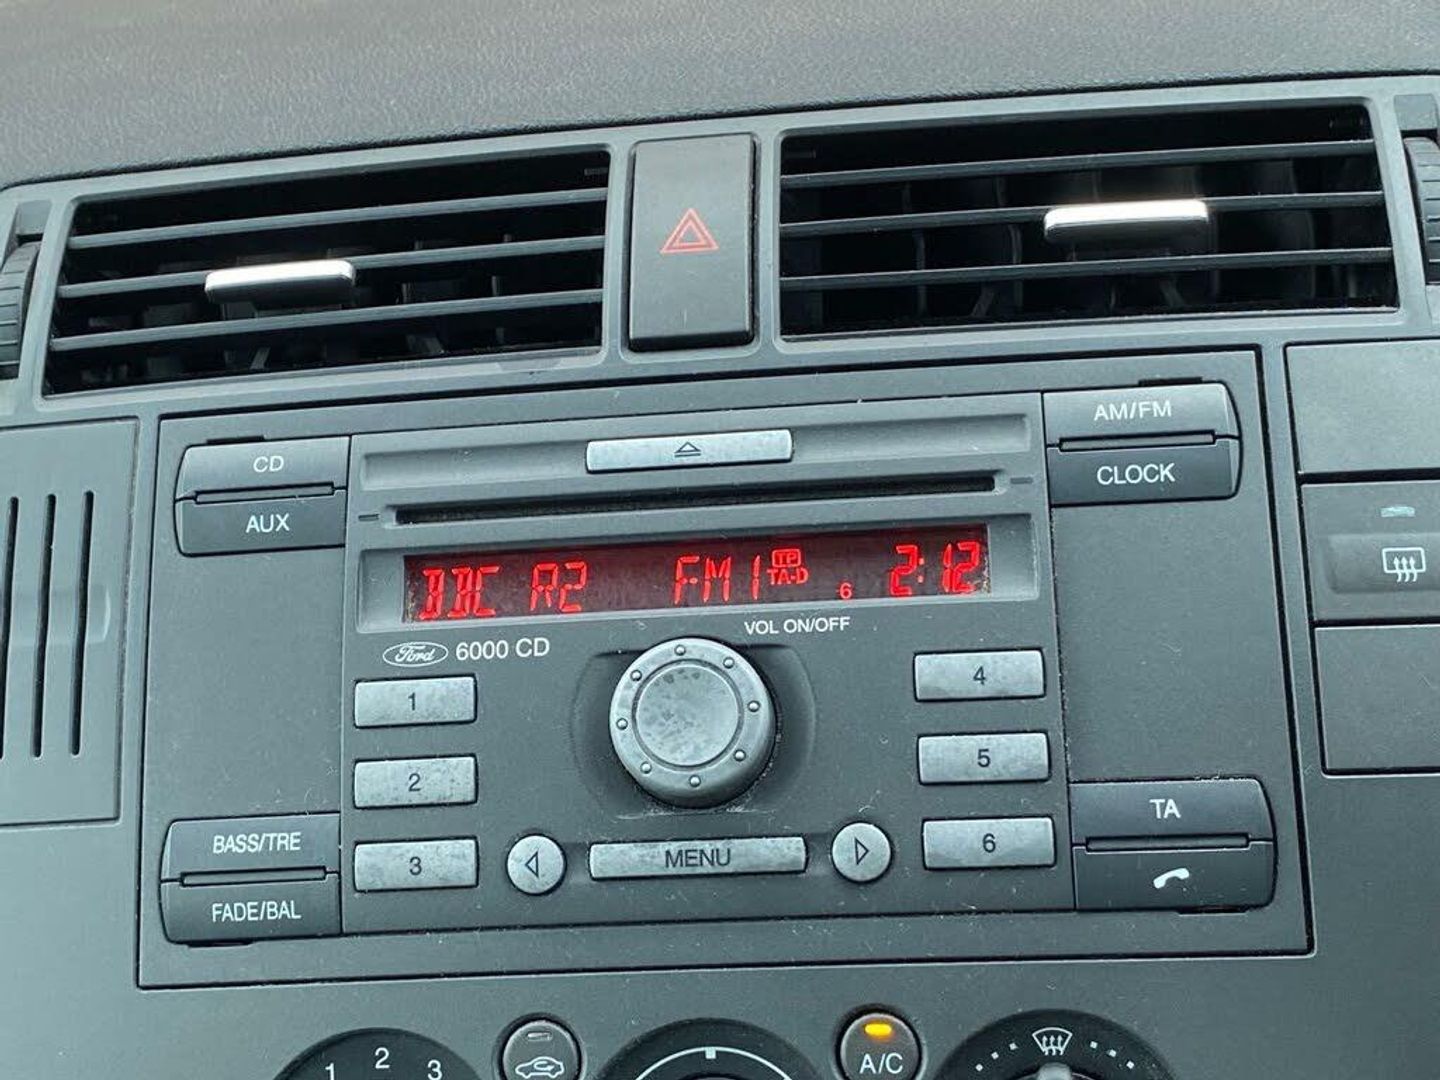 CD
AUX
AM/FM
CLOCK
BBC R2 FM1 TP TA-D 6 2:12
Ford 6000 CD
VOL ON/OFF
1
4
2
5
3
MENU
6
BASS/TRE
FADE/BAL
TA
1 2 3
A/C